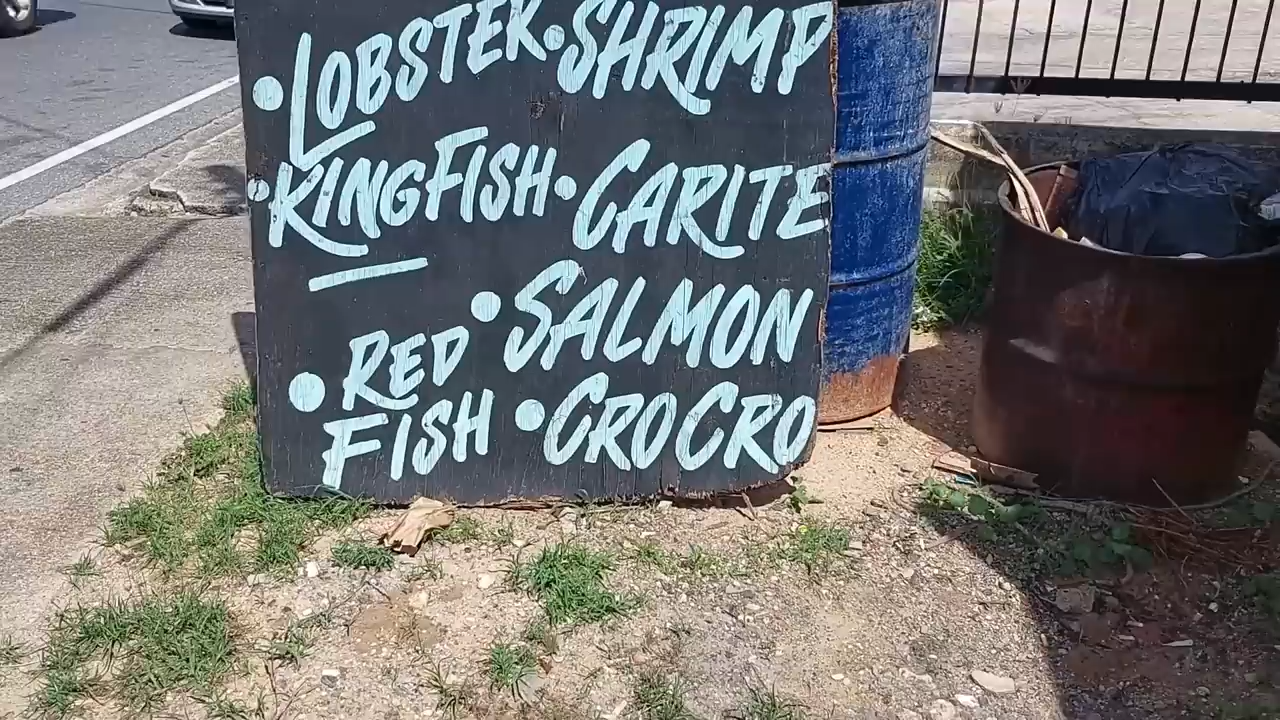 •LOBSTER•SHRIMP
•KINGFISH•CARITE
•SALMON
•RED
FISH •CROCRO